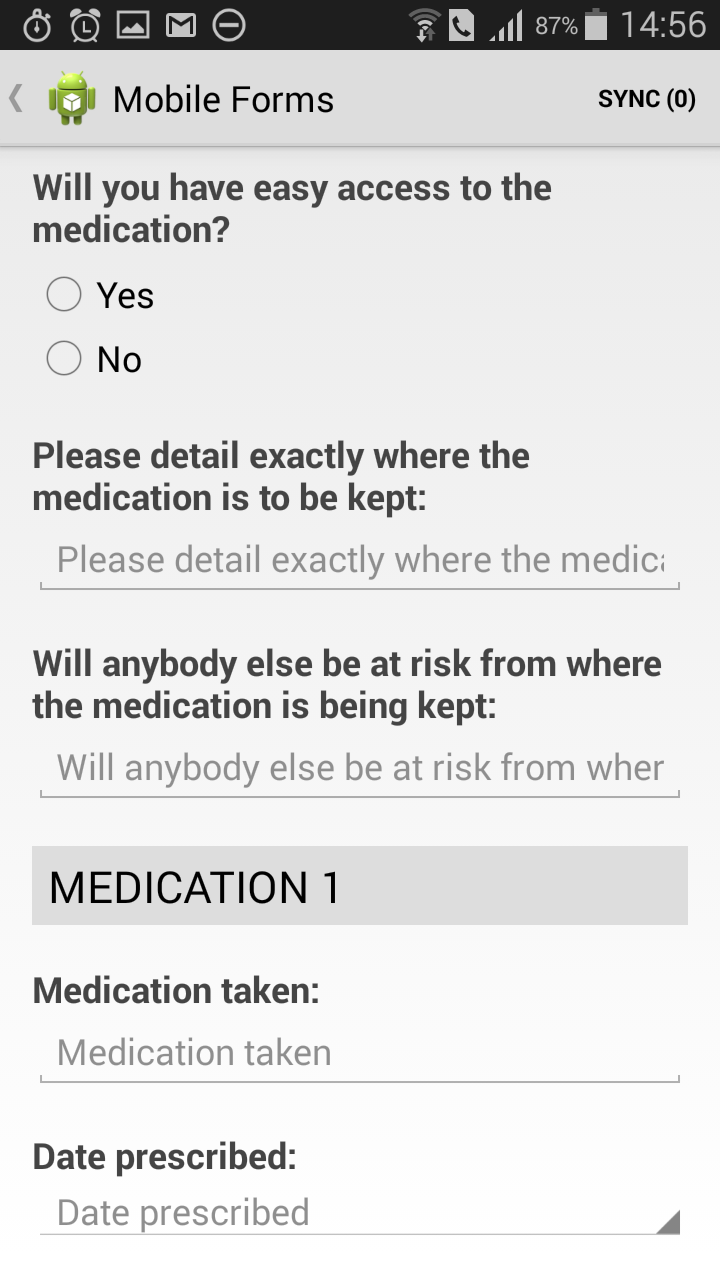 87% 14:56
Mobile Forms SYNC (0)
Will you have easy access to the
medication?
Yes
No
Please detail exactly where the
medication is to be kept:
Please detail exactly where the medica
Will anybody else be at risk from where
the medication is being kept:
Will anybody else be at risk from wher
MEDICATION 1
Medication taken:
Medication taken
Date prescribed:
Date prescribed